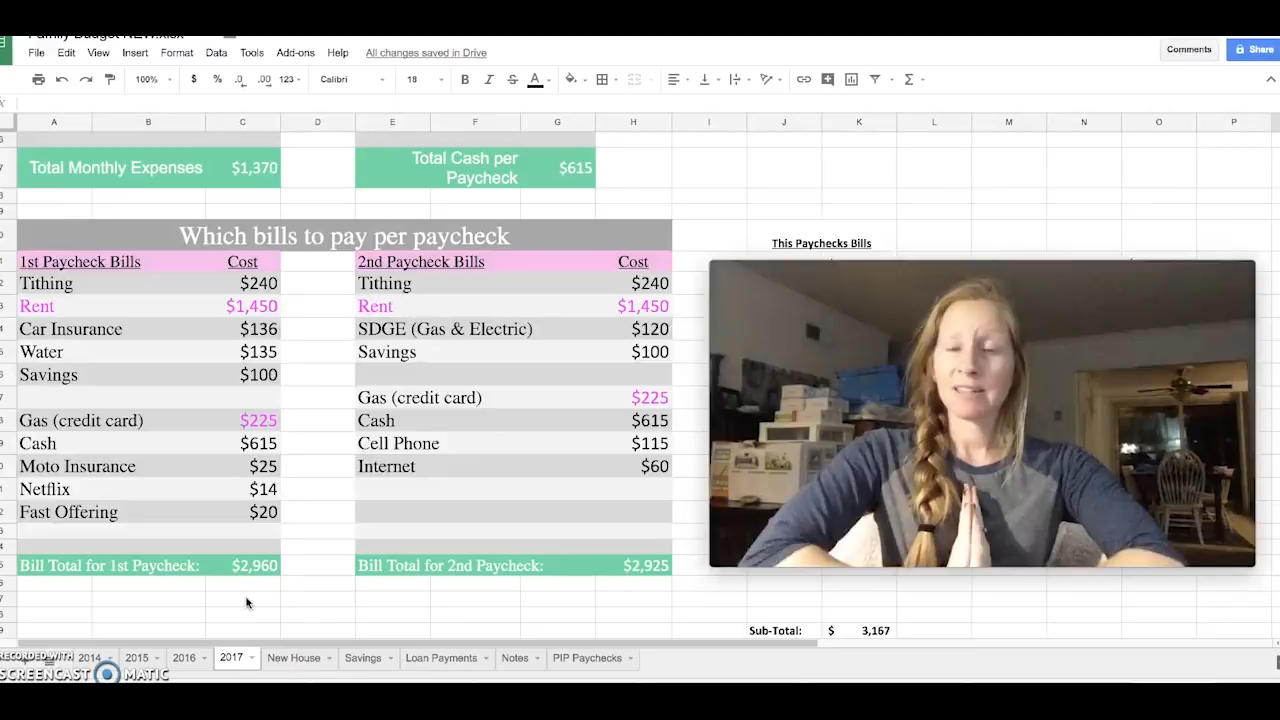 Family Budget NEW.xlsx
File Edit View Insert Format Data Tools Add-ons Help All changes saved in Drive
Comments Share
100% $ % .0 .00 123 Calibri 18 B I S A
A B C D E F G H I J K L M N O P
Total Monthly Expenses $1,370 Total Cash per Paycheck $615
Which bills to pay per paycheck
This Paychecks Bills
1st Paycheck Bills Cost 2nd Paycheck Bills Cost
Tithing $240 Tithing $240
Rent $1,450 Rent $1,450
Car Insurance $136 SDGE (Gas & Electric) $120
Water $135 Savings $100
Savings $100
Gas (credit card) $225
Gas (credit card) $225 Cash $615
Cash $615 Cell Phone $115
Moto Insurance $25 Internet $60
Netflix $14
Fast Offering $20
Bill Total for 1st Paycheck: $2,960 Bill Total for 2nd Paycheck: $2,925
Sub-Total: $ 3,167
2014 2015 2016 2017 New House Savings Loan Payments Notes PIP Paychecks
RECORDED WITH
SCREENCAST MATIC